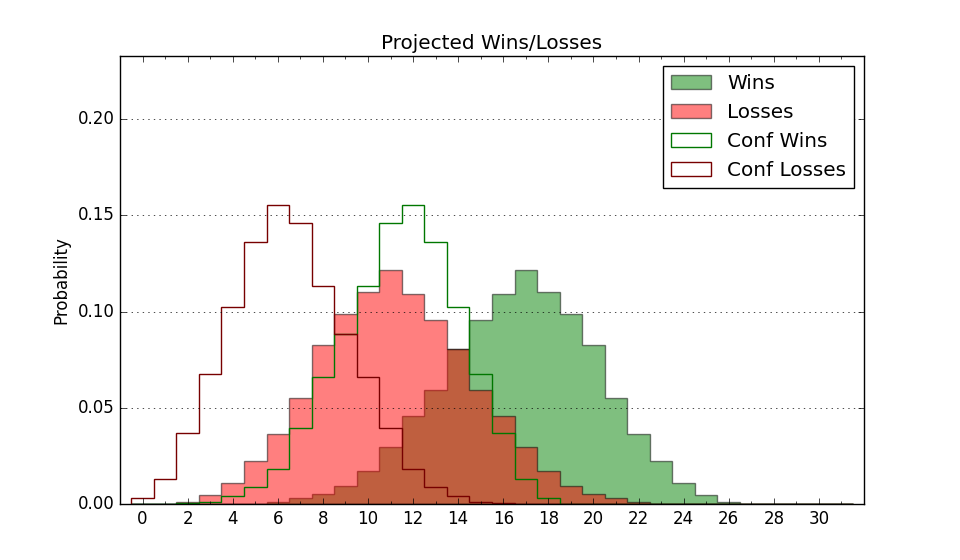 Projected Wins/Losses
Wins
Losses
Conf Wins
Conf Losses
Probability
0.20
0.15
0.10
0.05
0.00
0 2 4 6 8 10 12 14 16 18 20 22 24 26 28 30